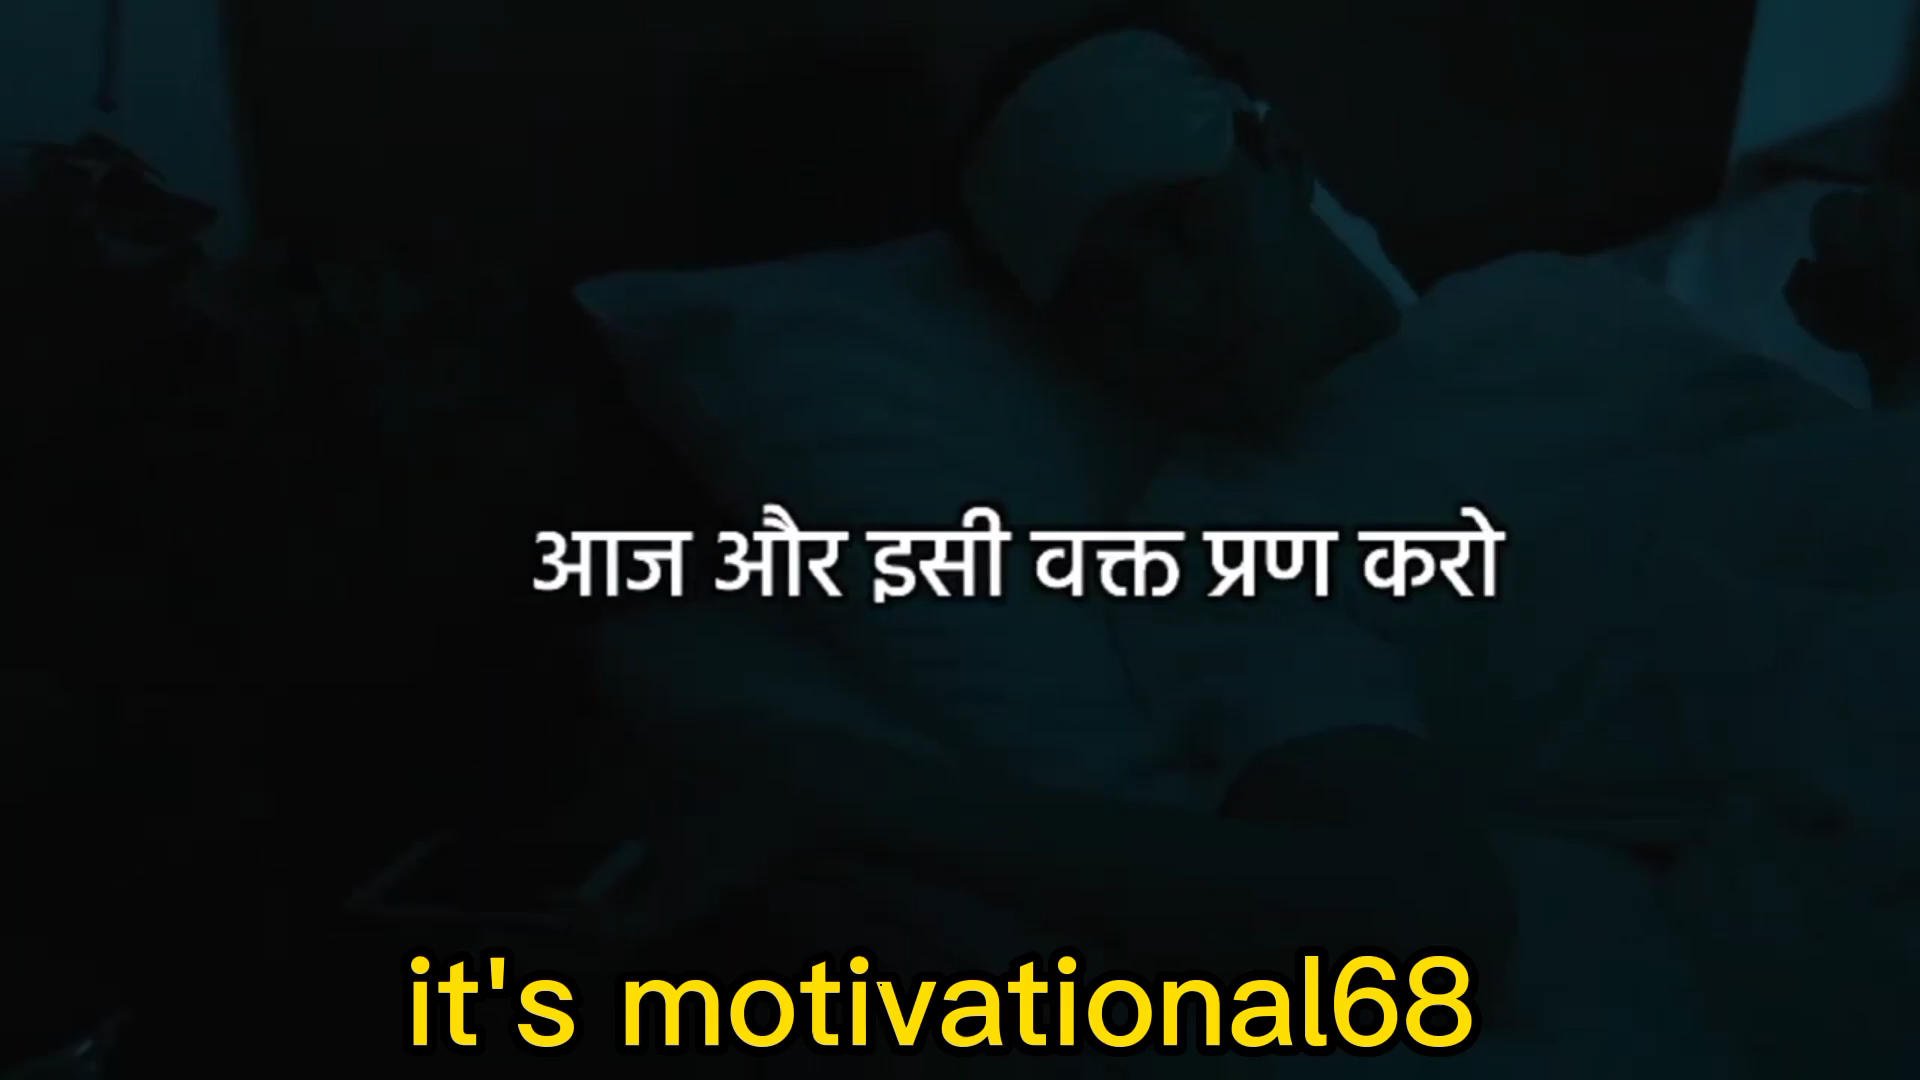 आज और इसी वक्त प्रण करो
it's motivational68